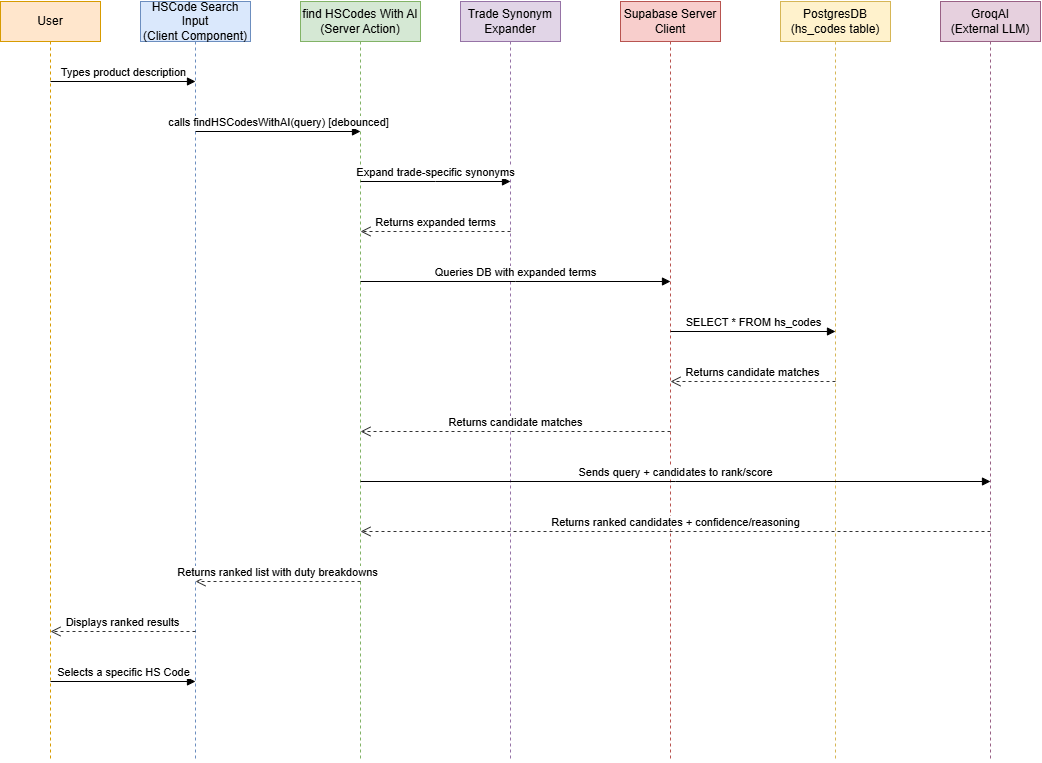 User
HSCode Search
Input
(Client Component)
find HSCodes With AI
(Server Action)
Trade Synonym
Expander
Supabase Server
Client
PostgresDB
(hs_codes table)
GroqAI
(External LLM)
Types product description
calls findHSCodesWithAI(query) [debounced]
Expand trade-specific synonyms
Returns expanded terms
Queries DB with expanded terms
SELECT * FROM hs_codes
Returns candidate matches
Returns candidate matches
Sends query + candidates to rank/score
Returns ranked candidates + confidence/reasoning
Returns ranked list with duty breakdowns
Displays ranked results
Selects a specific HS Code